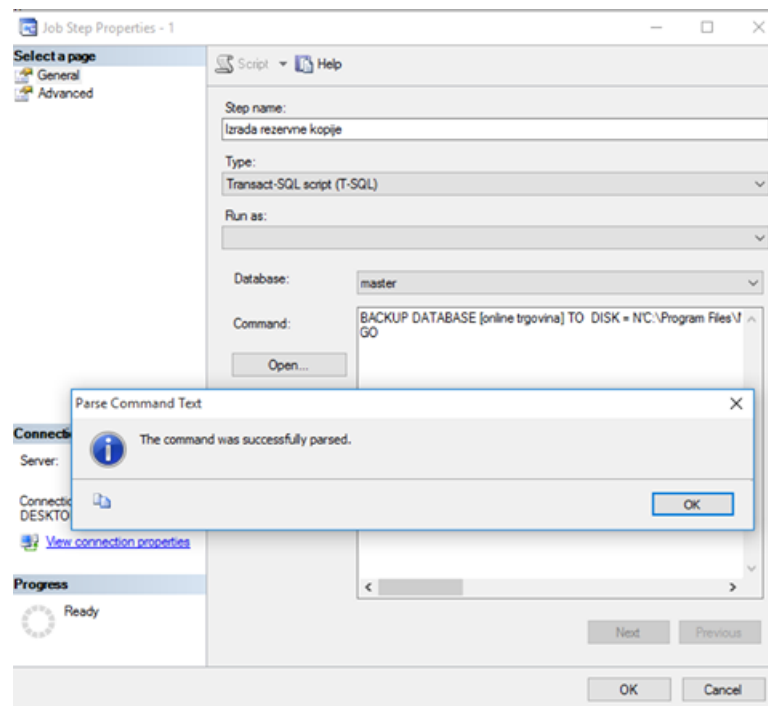 Job Step Properties - 1
Select a page
General
Advanced
Script
Help
Step name:
Izrada rezervne kopije
Type:
Transact-SQL script (T-SQL)
Run as:
Database:
master
Command:
BACKUP DATABASE [online trgovina] TO DISK = N'C:\Program Files\
GO
Open...
Parse Command Text
The command was successfully parsed.
OK
Server:
DESKTO
View connection properties
Progress
Ready
Next
Previous
OK
Cancel